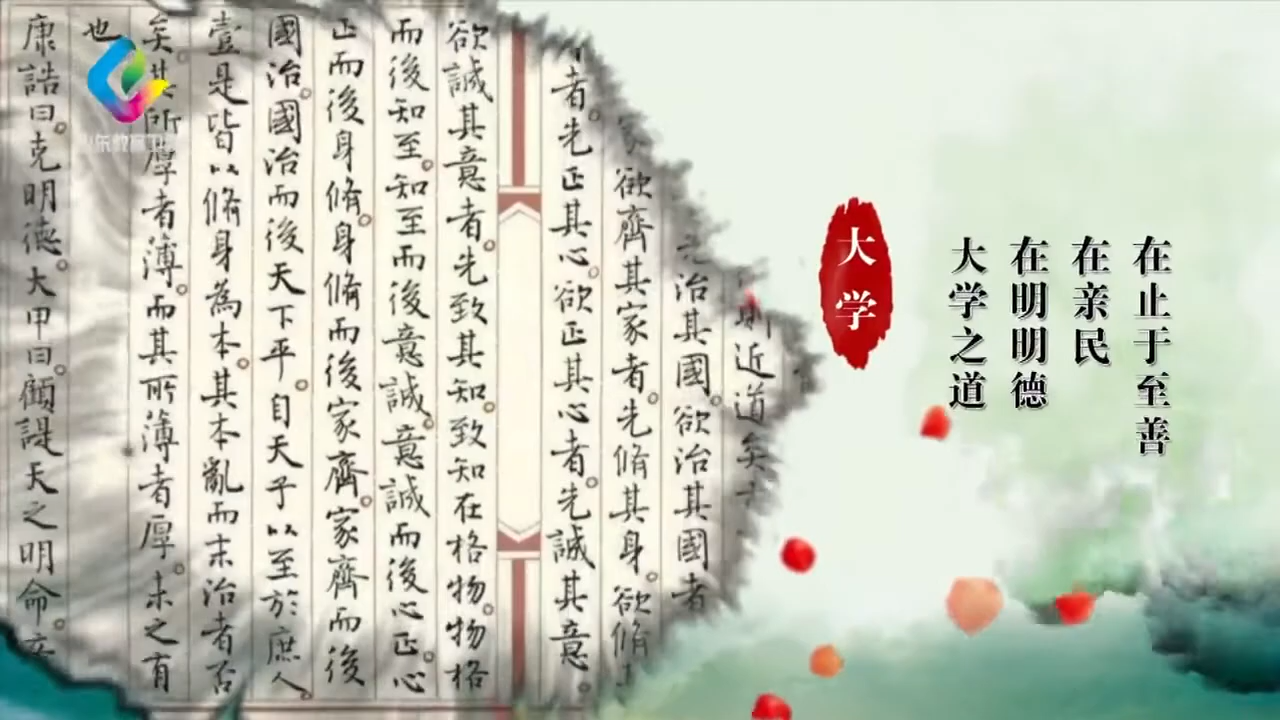 大学
大学之道
在明明德
在亲民
在止于至善
近道矣
治其國。欲治其國者
欲齊其家者。先脩其身。欲脩
者。先正其心。欲正其心者。先誠其意。
欲誠其意者。先致其知。致知在格物。物格
而後知至。知至而後意誠。意誠而後心正。心
正而後身脩。身脩而後家齊。家齊而後
國治。國治而後天下平。自天子以至於庶人。
壹是皆以脩身為本。其本亂而末治者否
矣。其所厚者薄。而其所薄者厚。未之有
也
康誥曰。克明德。大甲曰。顧諟天之明命。